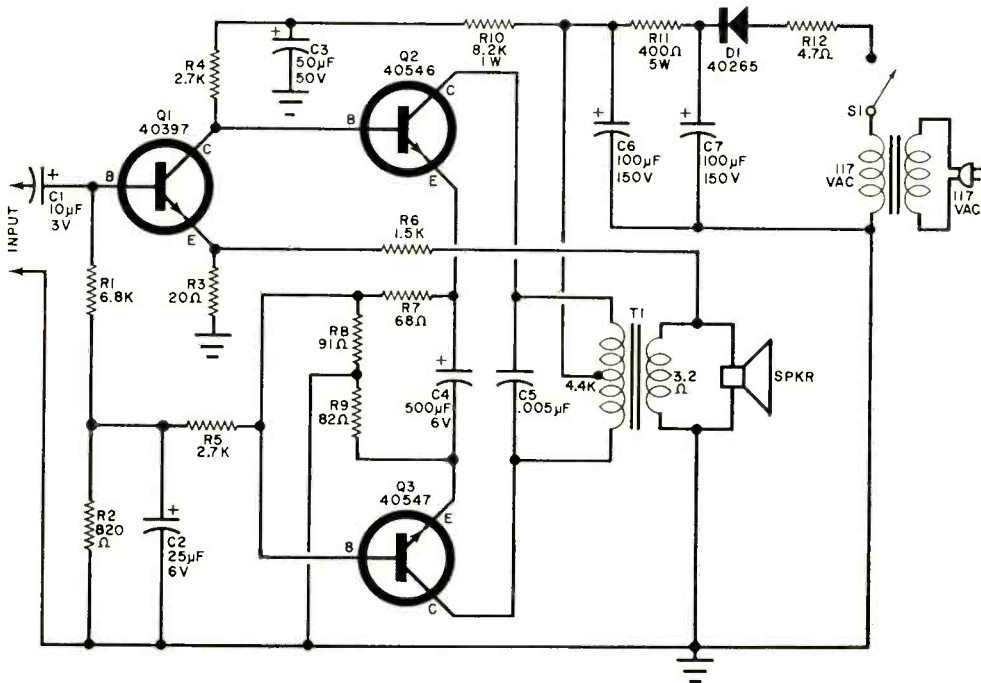 R4
2.7K
+
C3
50µF
50V
R10
8.2K
1W
R11
400Ω
5W
D1
40265
R12
4.7Ω
S1
Q2
40546
C
B
E
Q1
40397
C
B
E
+
C1
10µF
3V
INPUT
+
C6
100µF
150V
+
C7
100µF
150V
117
VAC
117
VAC
R1
6.8K
R3
20Ω
R6
1.5K
R7
68Ω
R8
91Ω
R9
82Ω
+
C4
500µF
6V
C5
.005µF
T1
4.4K
3.2
Ω
SPKR
R5
2.7K
R2
820
Ω
+
C2
25µF
6V
Q3
40547
E
B
C